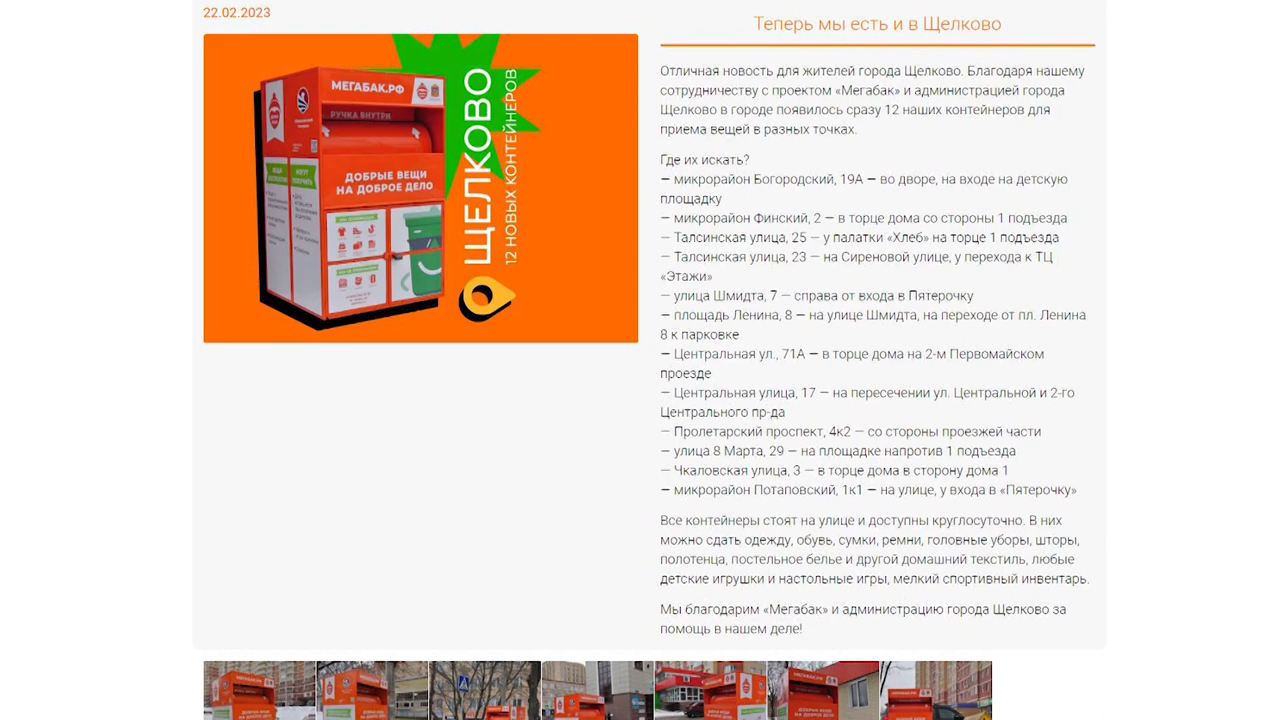 22.02.2023
МЕГАБАК.РФ
РУЧКА ВНУТРИ
ДОБРЫЕ ВЕЩИ
НА ДОБРОЕ ДЕЛО
ЩЕЛКОВО
12 НОВЫХ КОНТЕЙНЕРОВ
Теперь мы есть и в Щелково
Отличная новость для жителей города Щелково. Благодаря нашему
сотрудничеству с проектом «Мегабак» и администрацией города
Щелково в городе появилось сразу 12 наших контейнеров для
приема вещей в разных точках.
Где их искать?
— микрорайон Богородский, 19А — во дворе, на входе на детскую
площадку
— микрорайон Финский, 2 — в торце дома со стороны 1 подъезда
— Талсинская улица, 25 — у палатки «Хлеб» на торце 1 подъезда
— Талсинская улица, 23 — на Сиреновой улице, у перехода к ТЦ
«Этажи»
— улица Шмидта, 7 — справа от входа в Пятерочку
— площадь Ленина, 8 — на улице Шмидта, на переходе от пл. Ленина
8 к парковке
— Центральная ул., 71А — в торце дома на 2-м Первомайском
проезде
— Центральная улица, 17 — на пересечении ул. Центральной и 2-го
Центрального пр-да
— Пролетарский проспект, 4к2 — со стороны проезжей части
— улица 8 Марта, 29 — на площадке напротив 1 подъезда
— Чкаловская улица, 3 — в торце дома в сторону дома 1
— микрорайон Потаповский, 1к1 — на улице, у входа в «Пятерочку»
Все контейнеры стоят на улице и доступны круглосуточно. В них
можно сдать одежду, обувь, сумки, ремни, головные уборы, шторы,
полотенца, постельное белье и другой домашний текстиль, любые
детские игрушки и настольные игры, мелкий спортивный инвентарь.
Мы благодарим «Мегабак» и администрацию города Щелково за
помощь в нашем деле!